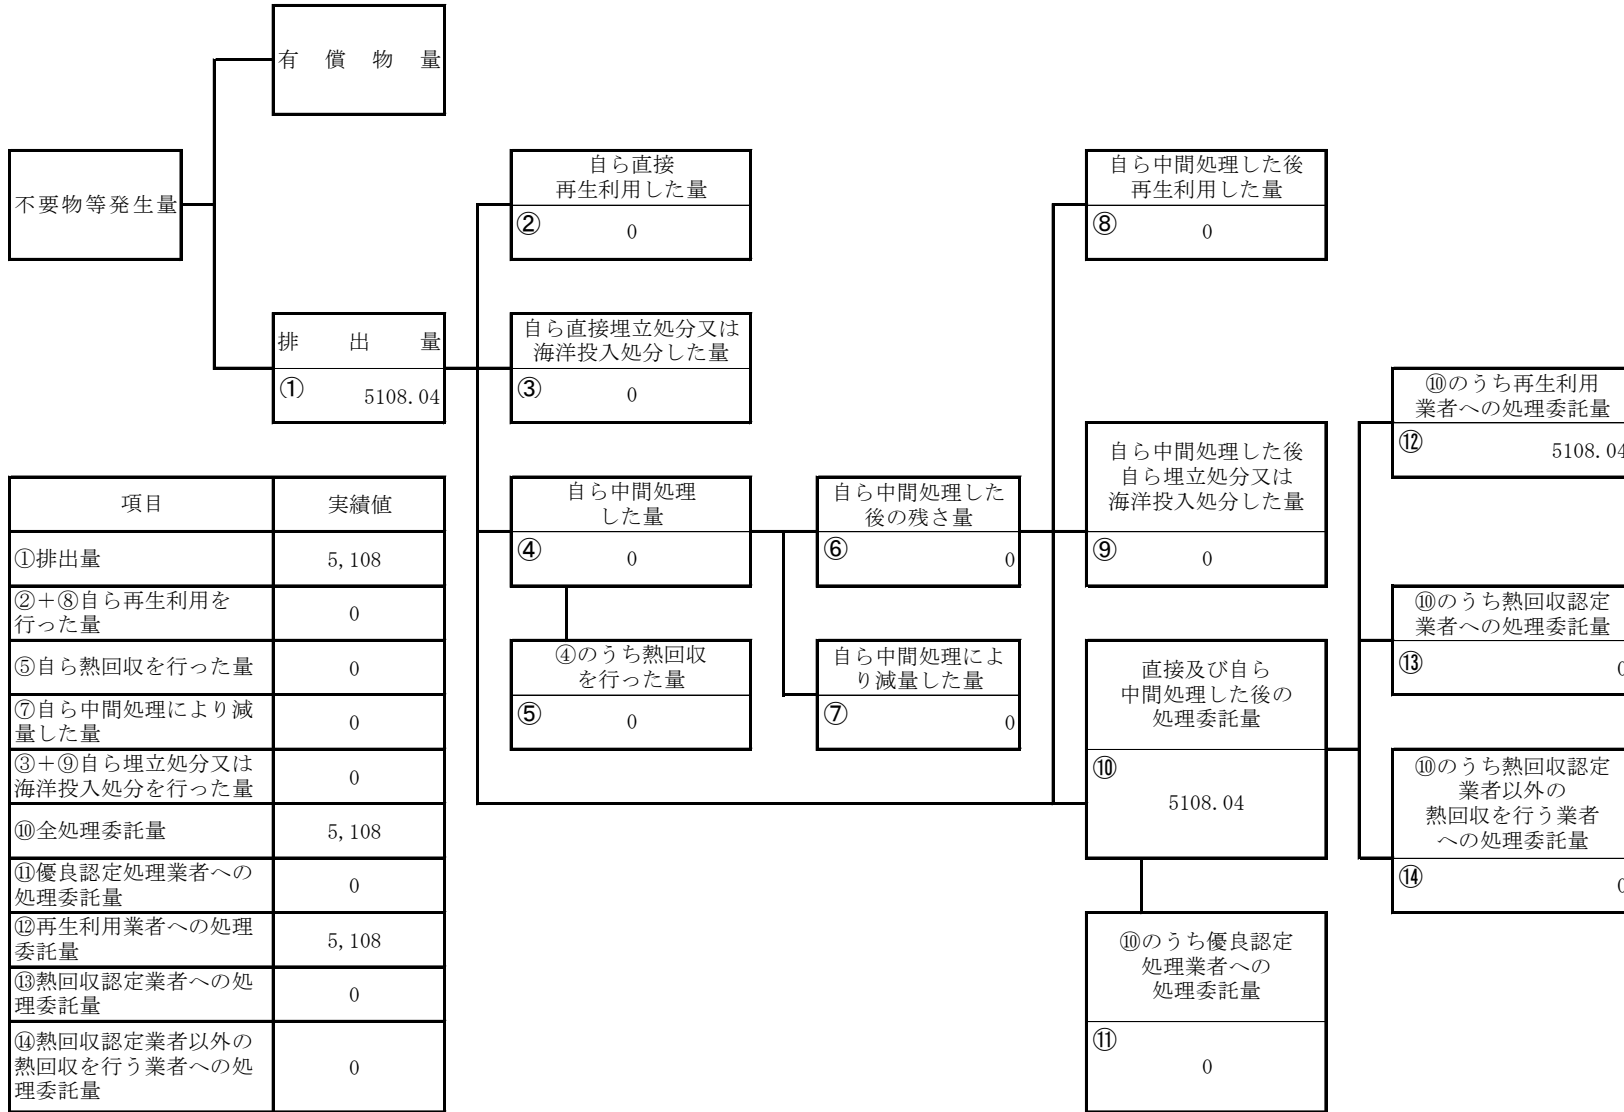 有償物量
不要物等発生量
排出量
① 5108.04
自ら直接
再生利用した量
② 0
自ら直接埋立処分又は
海洋投入処分した量
③ 0
自ら中間処理
した量
④ 0
④のうち熱回収
を行った量
⑤ 0
自ら中間処理した
後の残さ量
⑥ 0
自ら中間処理によ
り減量した量
⑦ 0
自ら中間処理した後
再生利用した量
⑧ 0
自ら中間処理した後
自ら埋立処分又は
海洋投入処分した量
⑨ 0
直接及び自ら
中間処理した後の
処理委託量
⑩
5108.04
⑩のうち優良認定
処理業者への
処理委託量
⑪
0
⑩のうち再生利用
業者への処理委託量
⑫ 5108.04
⑩のうち熱回収認定
業者への処理委託量
⑬ 0
⑩のうち熱回収認定
業者以外の
熱回収を行う業者
への処理委託量
⑭ 0
項目 実績値
①排出量 5,108
②+⑧自ら再生利用を
行った量 0
⑤自ら熱回収を行った量 0
⑦自ら中間処理により減
量した量 0
③+⑨自ら埋立処分又は
海洋投入処分を行った量 0
⑩全処理委託量 5,108
⑪優良認定処理業者への
処理委託量 0
⑫再生利用業者への処理
委託量 5,108
⑬熱回収認定業者への処
理委託量 0
⑭熱回収認定業者以外の
熱回収を行う業者への処
理委託量 0